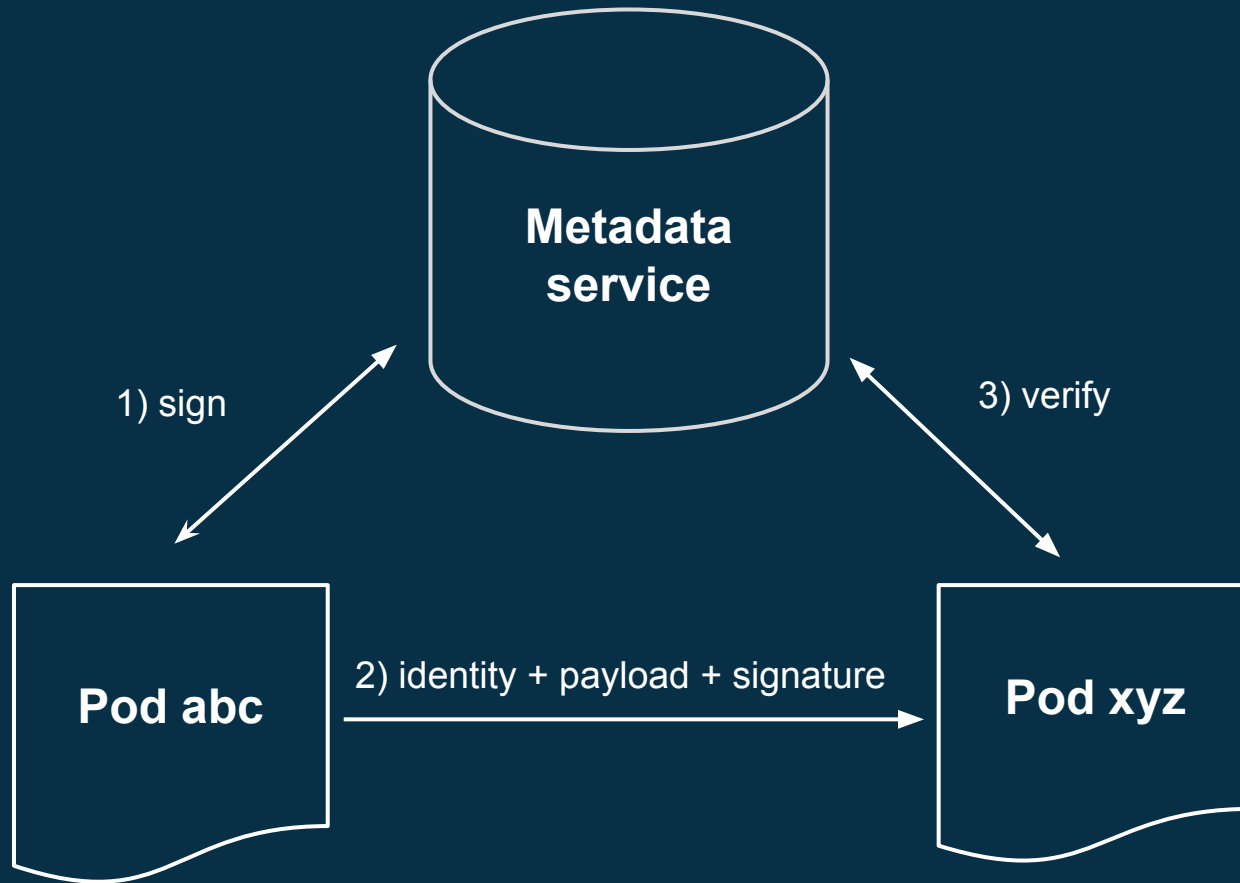 Metadata
service
1) sign
3) verify
2) identity + payload + signature
Pod abc
Pod xyz